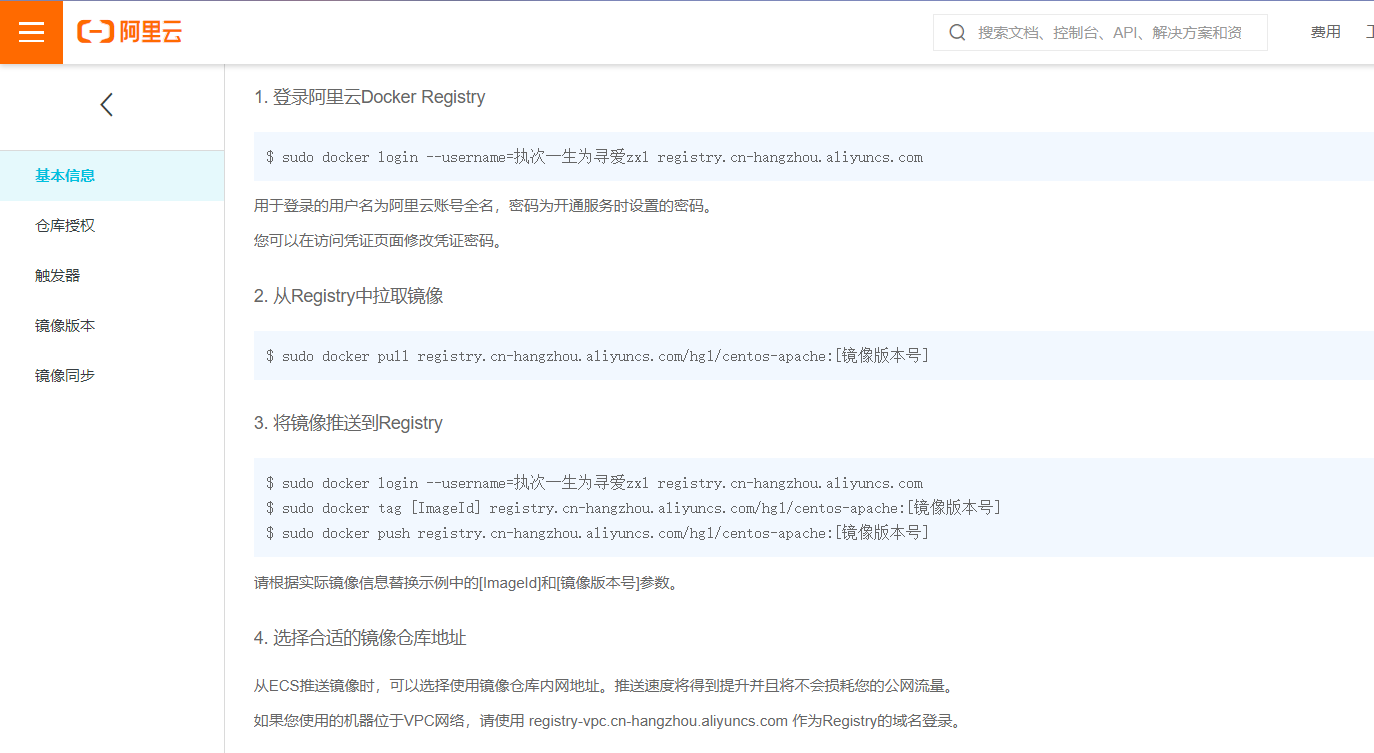 阿里云
搜索文档、控制台、API、解决方案和资
费用
基本信息
仓库授权
触发器
镜像版本
镜像同步
1. 登录阿里云Docker Registry
$ sudo docker login --username=执次一生为寻爱zxl registry.cn-hangzhou.aliyuncs.com
用于登录的用户名为阿里云账号全名，密码为开通服务时设置的密码。
您可以在访问凭证页面修改凭证密码。
2. 从Registry中拉取镜像
$ sudo docker pull registry.cn-hangzhou.aliyuncs.com/hgl/centos-apache:[镜像版本号]
3. 将镜像推送到Registry
$ sudo docker login --username=执次一生为寻爱zxl registry.cn-hangzhou.aliyuncs.com
$ sudo docker tag [ImageId] registry.cn-hangzhou.aliyuncs.com/hgl/centos-apache:[镜像版本号]
$ sudo docker push registry.cn-hangzhou.aliyuncs.com/hgl/centos-apache:[镜像版本号]
请根据实际镜像信息替换示例中的[ImageId]和[镜像版本号]参数。
4. 选择合适的镜像仓库地址
从ECS推送镜像时，可以选择使用镜像仓库内网地址。推送速度将得到提升并且将不会损耗您的公网流量。
如果您使用的机器位于VPC网络，请使用 registry-vpc.cn-hangzhou.aliyuncs.com 作为Registry的域名登录。